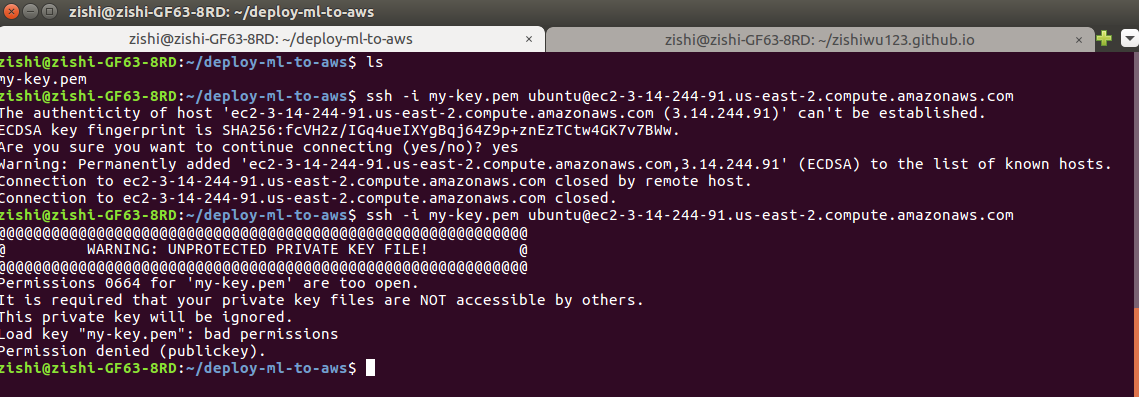 zishi@zishi-GF63-8RD: ~/deploy-ml-to-aws
zishi@zishi-GF63-8RD: ~/deploy-ml-to-aws × zishi@zishi-GF63-8RD: ~/zishiwu123.github.io ×
zishi@zishi-GF63-8RD:~/deploy-ml-to-aws$ ls
my-key.pem
zishi@zishi-GF63-8RD:~/deploy-ml-to-aws$ ssh -i my-key.pem ubuntu@ec2-3-14-244-91.us-east-2.compute.amazonaws.com
The authenticity of host 'ec2-3-14-244-91.us-east-2.compute.amazonaws.com (3.14.244.91)' can't be established.
ECDSA key fingerprint is SHA256:fcVH2z/IGq4ueIXYgBqj64Z9p+znEzTCtw4GK7v7BWw.
Are you sure you want to continue connecting (yes/no)? yes
Warning: Permanently added 'ec2-3-14-244-91.us-east-2.compute.amazonaws.com,3.14.244.91' (ECDSA) to the list of known hosts.
Connection to ec2-3-14-244-91.us-east-2.compute.amazonaws.com closed by remote host.
Connection to ec2-3-14-244-91.us-east-2.compute.amazonaws.com closed.
zishi@zishi-GF63-8RD:~/deploy-ml-to-aws$ ssh -i my-key.pem ubuntu@ec2-3-14-244-91.us-east-2.compute.amazonaws.com
@@@@@@@@@@@@@@@@@@@@@@@@@@@@@@@@@@@@@@@@@@@@@@@@@@@@@@@@@@@
@         WARNING: UNPROTECTED PRIVATE KEY FILE!          @
@@@@@@@@@@@@@@@@@@@@@@@@@@@@@@@@@@@@@@@@@@@@@@@@@@@@@@@@@@@
Permissions 0664 for 'my-key.pem' are too open.
It is required that your private key files are NOT accessible by others.
This private key will be ignored.
Load key "my-key.pem": bad permissions
Permission denied (publickey).
zishi@zishi-GF63-8RD:~/deploy-ml-to-aws$